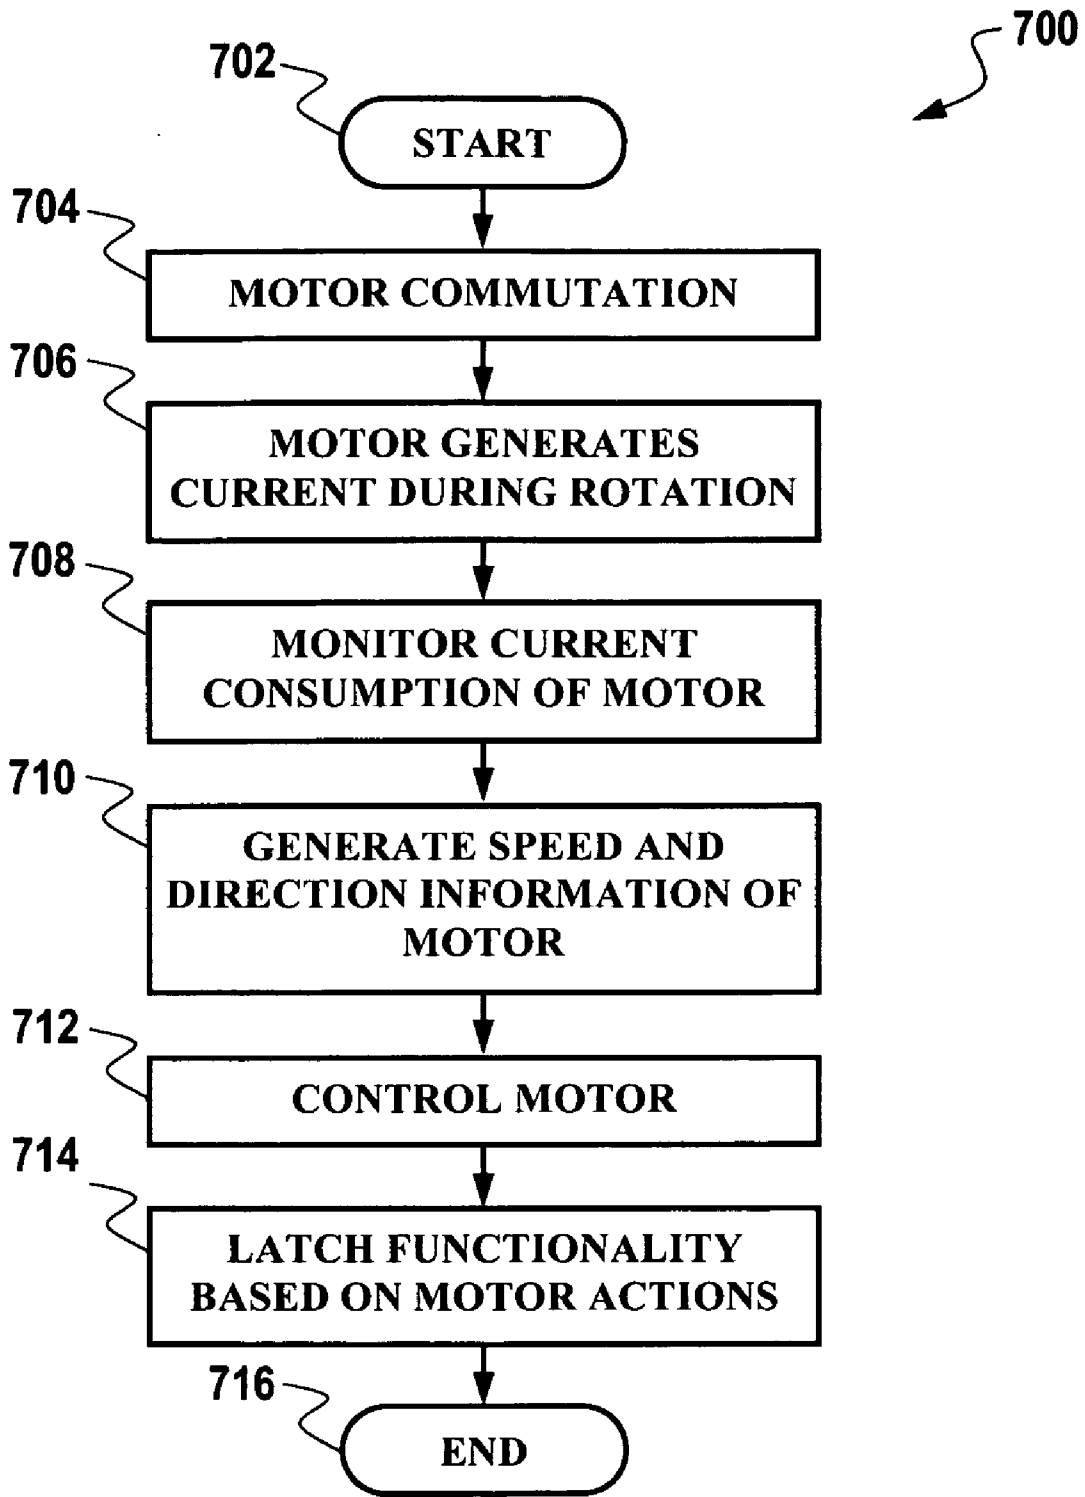 700
702
START
704
MOTOR COMMUTATION
706
MOTOR GENERATES
CURRENT DURING ROTATION
708
MONITOR CURRENT
CONSUMPTION OF MOTOR
710
GENERATE SPEED AND
DIRECTION INFORMATION OF
MOTOR
712
CONTROL MOTOR
714
LATCH FUNCTIONALITY
BASED ON MOTOR ACTIONS
716
END